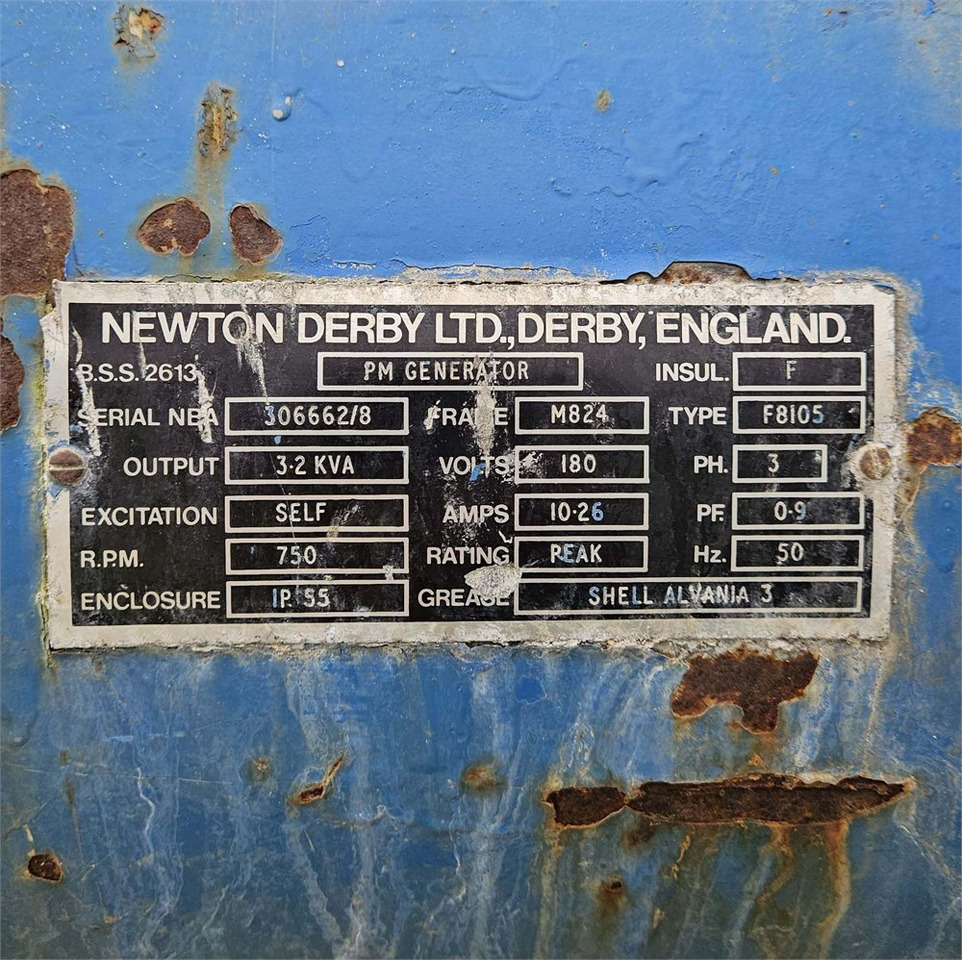 NEWTON DERBY LTD., DERBY, ENGLAND.
B.S.S. 2613 PM GENERATOR INSUL. F
SERIAL NBA 306662/8 FRAME M824 TYPE F8105
OUTPUT 3·2 KVA VOLTS 180 PH. 3
EXCITATION SELF AMPS 10·26 PF. 0·9
R.P.M. 750 RATING PEAK Hz. 50
ENCLOSURE IP. 55 GREASE SHELL ALVANIA 3